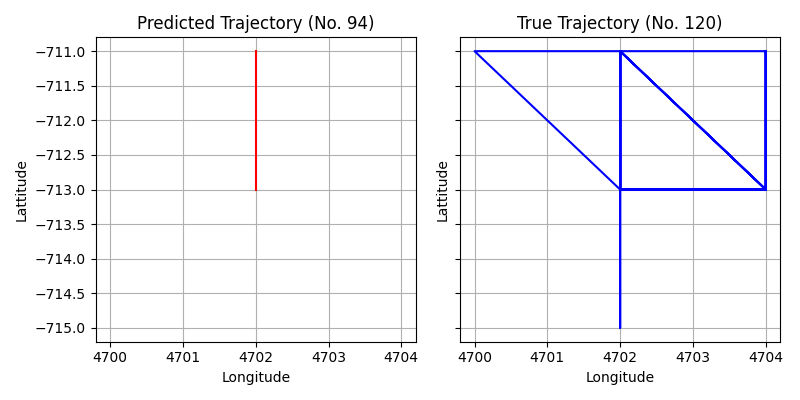 Predicted Trajectory (No. 94)
True Trajectory (No. 120)
−711.0
−711.5
−712.0
−712.5
−713.0
−713.5
−714.0
−714.5
−715.0
Lattitude
Lattitude
4700 4701 4702 4703 4704
4700 4701 4702 4703 4704
Longitude
Longitude